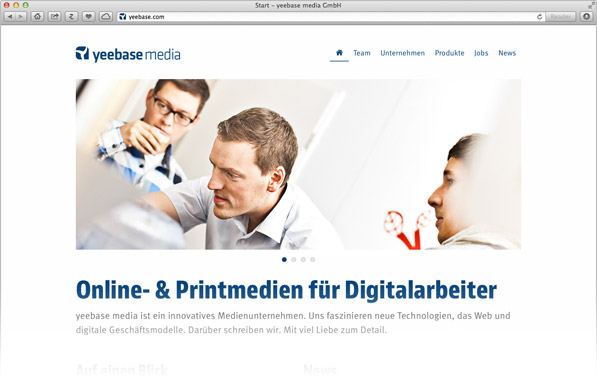 Start – yeebase media GmbH
yeebase.com
Reader
yeebase media
Team Unternehmen Produkte Jobs News
Online- & Printmedien für Digitalarbeiter
yeebase media ist ein innovatives Medienunternehmen. Uns faszinieren neue Technologien, das Web und
digitale Geschäftsmodelle. Darüber schreiben wir. Mit viel Liebe zum Detail.
Auf einen Blick
News